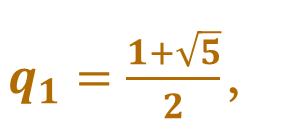 q₁ = (1+√5)/2,